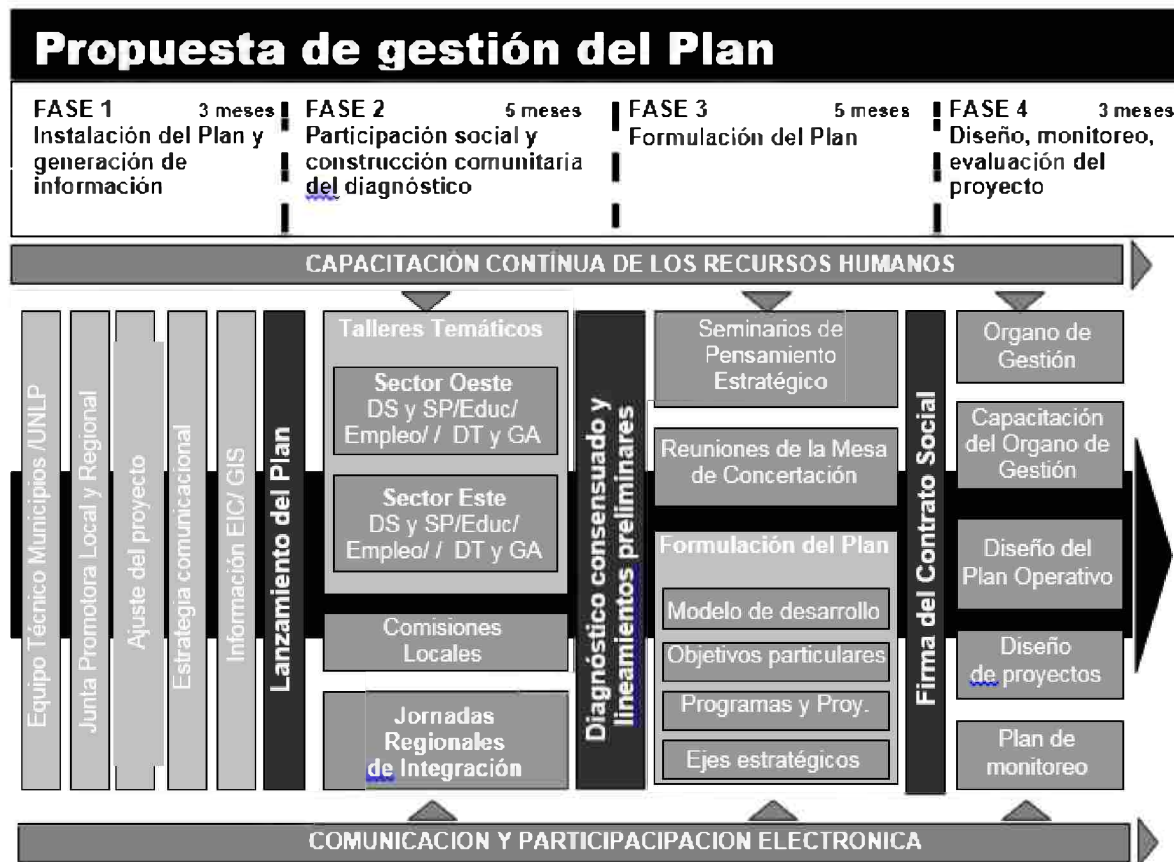 Propuesta de gestión del Plan
FASE 1 3 meses
Instalación del Plan y
generación de
información
FASE 2 5 meses
Participación social y
construcción comunitaria
del diagnóstico
FASE 3 5 meses
Formulación del Plan
FASE 4 3 meses
Diseño, monitoreo,
evaluación del
proyecto
CAPACITACIÓN CONTÍNUA DE LOS RECURSOS HUMANOS
Equipo Técnico Municipios /UNLP
Junta Promotora Local y Regional
Ajuste del proyecto
Estrategia comunicacional
Información EIC/ GIS
Lanzamiento del Plan
Talleres Temáticos
Sector Oeste
DS y SP/Educ/
Empleo/ / DT y GA
Sector Este
DS y SP/Educ/
Empleo/ / DT y GA
Comisiones
Locales
Jornadas
Regionales
de Integración
Diagnóstico consensuado y
lineamientos preliminares
Seminarios de
Pensamiento
Estratégico
Reuniones de la Mesa
de Concertación
Formulación del Plan
Modelo de desarrollo
Objetivos particulares
Programas y Proy.
Ejes estratégicos
Firma del Contrato Social
Organo de
Gestión
Capacitación
del Organo de
Gestión
Diseño del
Plan Operativo
Diseño
de proyectos
Plan de
monitoreo
COMUNICACION Y PARTICIPACIPACION ELECTRONICA